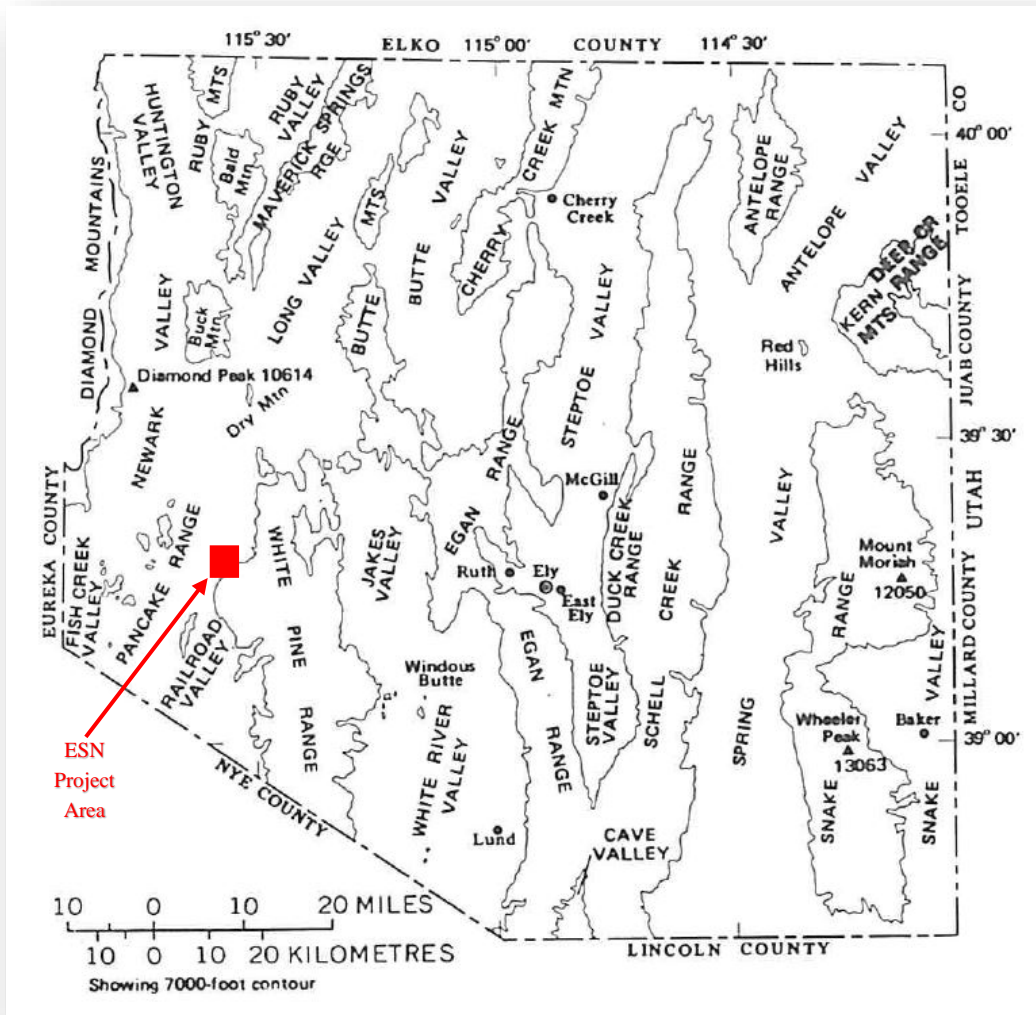 115° 30'
ELKO
115° 00'
COUNTY
114° 30'
HUNTINGTON
VALLEY
RUBY
MTS
Bald
Mtn
RUBY
VALLEY
MAVERICK SPRINGS
RGE
CREEK MTN
CHERRY
Cherry
Creek
ANTELOPE
RANGE
ANTELOPE
VALLEY
CO
TOOELE
40° 00'
DIAMOND
MOUNTAINS
VALLEY
Buck
Mtn
LONG VALLEY
MTS
BUTTE
BUTTE
VALLEY
STEPTOE
VALLEY
DEEP CR
RANGE
KERN
MTS
Red
Hills
JUAB COUNTY
Diamond Peak 10614
Dry Mtn
NEWARK
39° 30'
EUREKA COUNTY
FISH CREEK
VALLEY
PANCAKE
RANGE
RAILROAD
VALLEY
WHITE
PINE
RANGE
JAKES
VALLEY
EGAN
RANGE
McGill
Ruth
Ely
East
Ely
DUCK CREEK
RANGE
SCHELL
CREEK
RANGE
SPRING
VALLEY
Mount
Moriah
12050
RANGE
UTAH
MILLARD COUNTY
Windous
Butte
WHITE RIVER
VALLEY
EGAN
RANGE
STEPTOE
VALLEY
Wheeler
Peak
13063
Baker
39° 00'
SNAKE
SNAKE
VALLEY
ESN
Project
Area
NYE COUNTY
Lund
CAVE
VALLEY
LINCOLN COUNTY
10 0 10 20 MILES
10 0 10 20 KILOMETRES
Showing 7000-foot contour